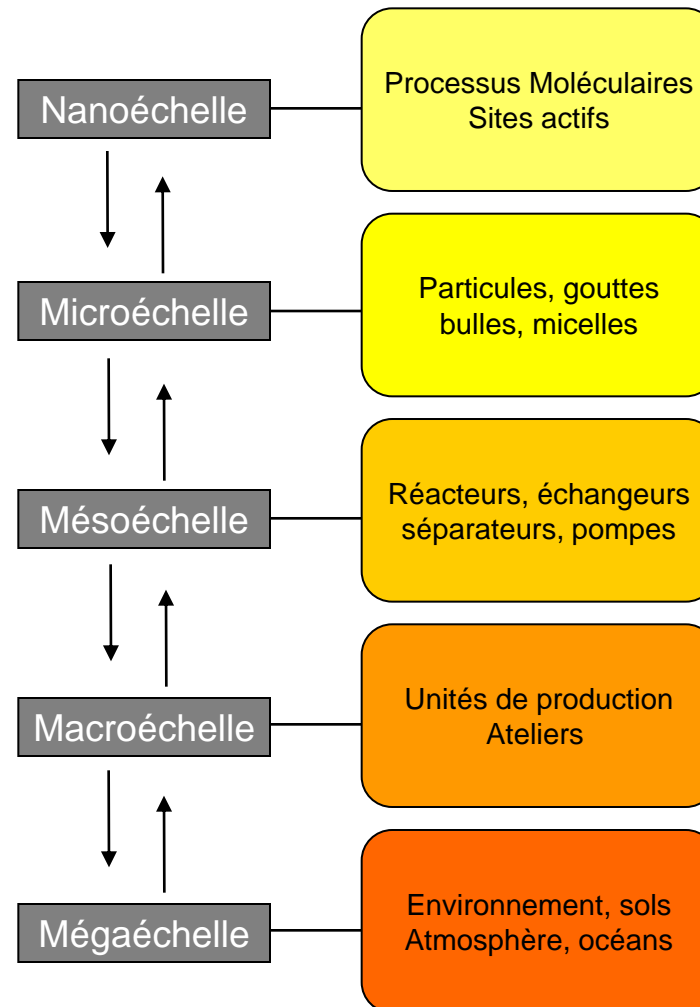 Nanoéchelle
Processus Moléculaires
Sites actifs
Microéchelle
Particules, gouttes
bulles, micelles
Mésoéchelle
Réacteurs, échangeurs
séparateurs, pompes
Macroéchelle
Unités de production
Ateliers
Mégaéchelle
Environnement, sols
Atmosphère, océans